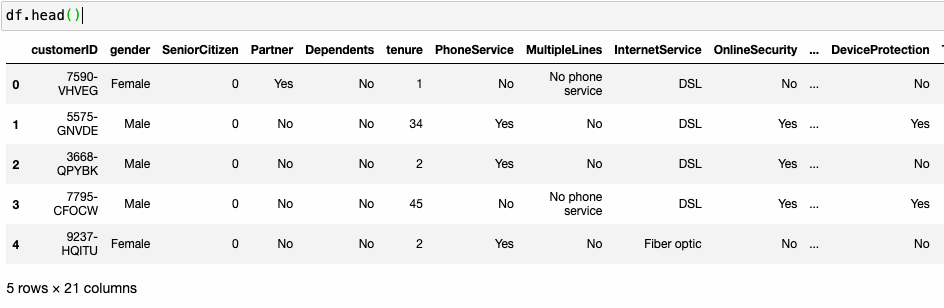 df.head()
customerID gender SeniorCitizen Partner Dependents tenure PhoneService MultipleLines InternetService OnlineSecurity ... DeviceProtection
0 7590-VHVEG Female 0 Yes No 1 No No phone service DSL No ... No
1 5575-GNVDE Male 0 No No 34 Yes No DSL Yes ... Yes
2 3668-QPYBK Male 0 No No 2 Yes No DSL Yes ... No
3 7795-CFOCW Male 0 No No 45 No No phone service DSL Yes ... Yes
4 9237-HQITU Female 0 No No 2 Yes No Fiber optic No ... No
5 rows × 21 columns